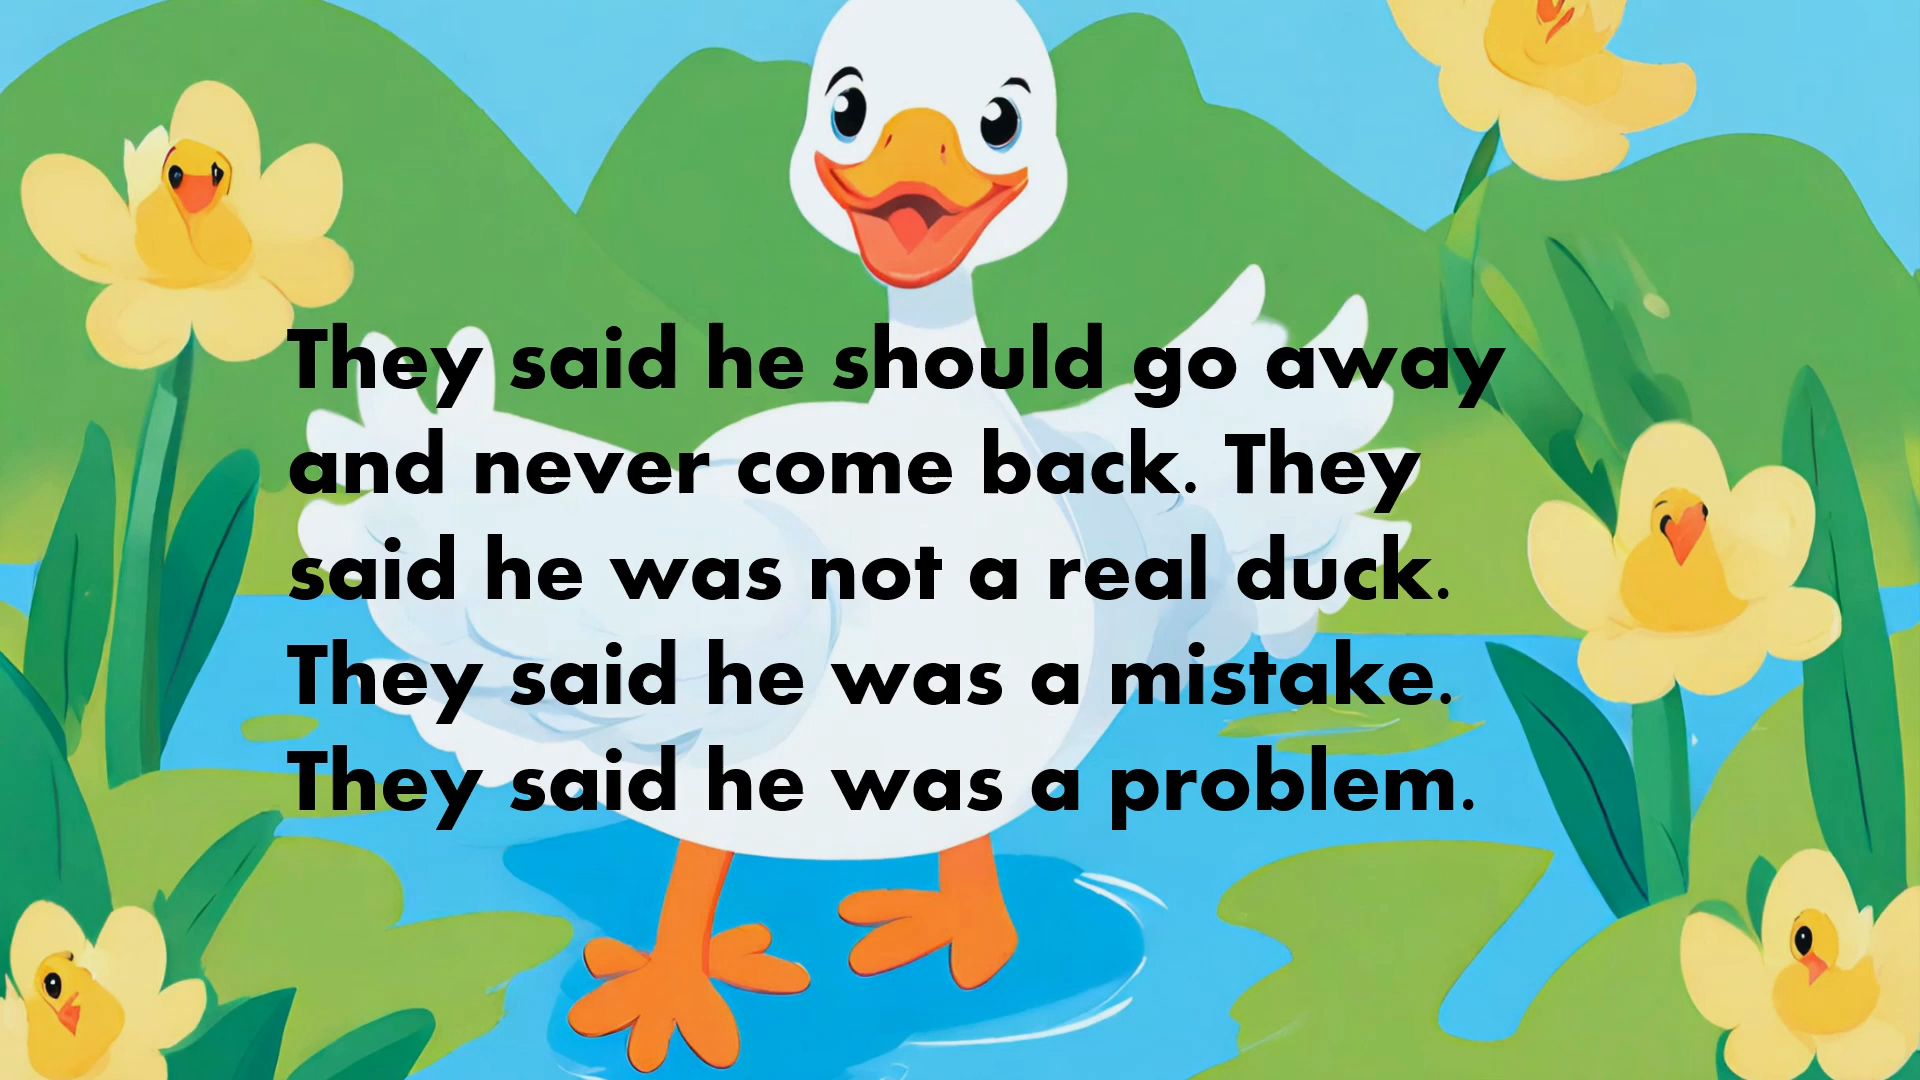 They said he should go away
and never come back. They
said he was not a real duck.
They said he was a mistake.
They said he was a problem.